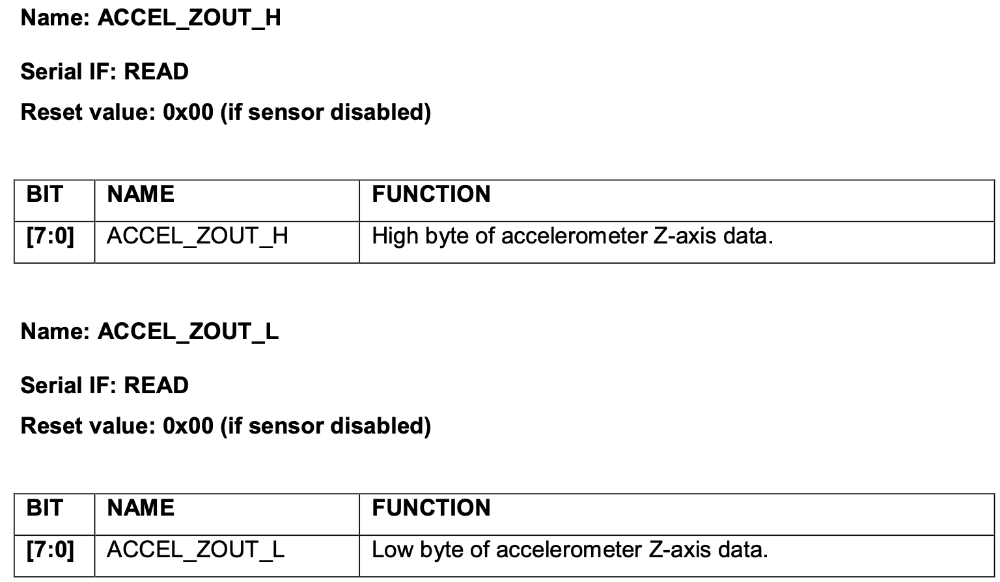 Name: ACCEL_ZOUT_H
Serial IF: READ
Reset value: 0x00 (if sensor disabled)
BIT NAME FUNCTION
[7:0] ACCEL_ZOUT_H High byte of accelerometer Z-axis data.
Name: ACCEL_ZOUT_L
Serial IF: READ
Reset value: 0x00 (if sensor disabled)
BIT NAME FUNCTION
[7:0] ACCEL_ZOUT_L Low byte of accelerometer Z-axis data.